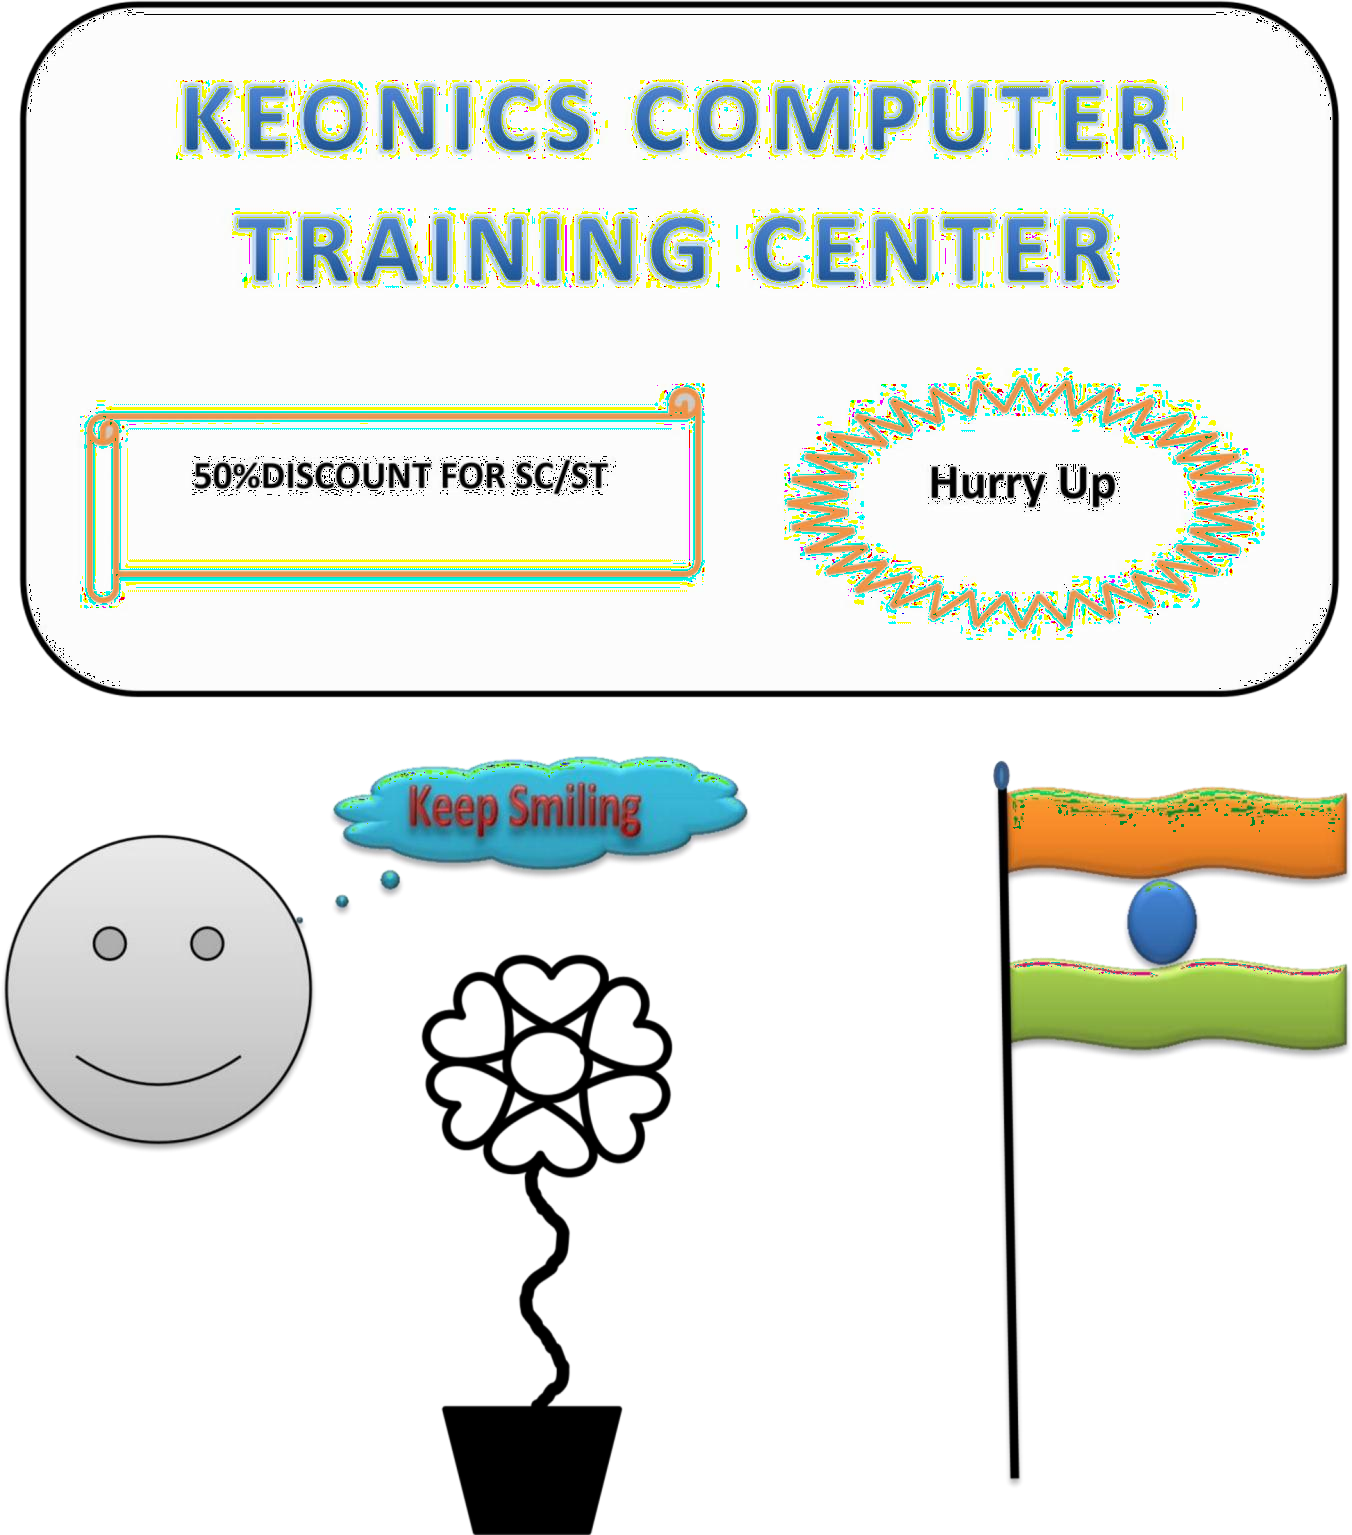 KEONICS COMPUTER
TRAINING CENTER
50%DISCOUNT FOR SC/ST
Hurry Up
Keep Smiling